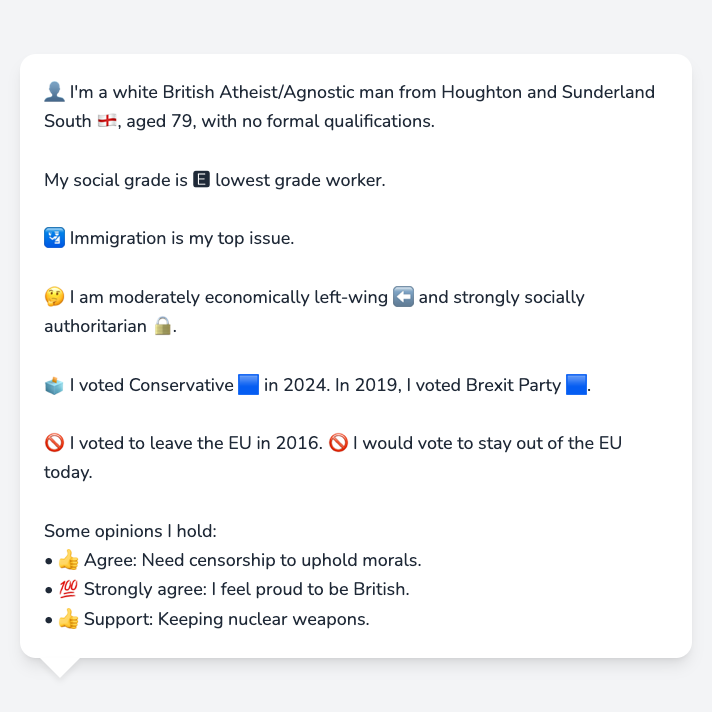 👤 I'm a white British Atheist/Agnostic man from Houghton and Sunderland
South 🏴󠁧󠁢󠁥󠁮󠁧󠁿, aged 79, with no formal qualifications.
My social grade is 🅴 lowest grade worker.
🛂 Immigration is my top issue.
🤔 I am moderately economically left-wing ⬅️ and strongly socially
authoritarian 🔒.
🗳️ I voted Conservative 🟦 in 2024. In 2019, I voted Brexit Party 🟦.
🚫 I voted to leave the EU in 2016. 🚫 I would vote to stay out of the EU
today.
Some opinions I hold:
• 👍 Agree: Need censorship to uphold morals.
• 💯 Strongly agree: I feel proud to be British.
• 👍 Support: Keeping nuclear weapons.